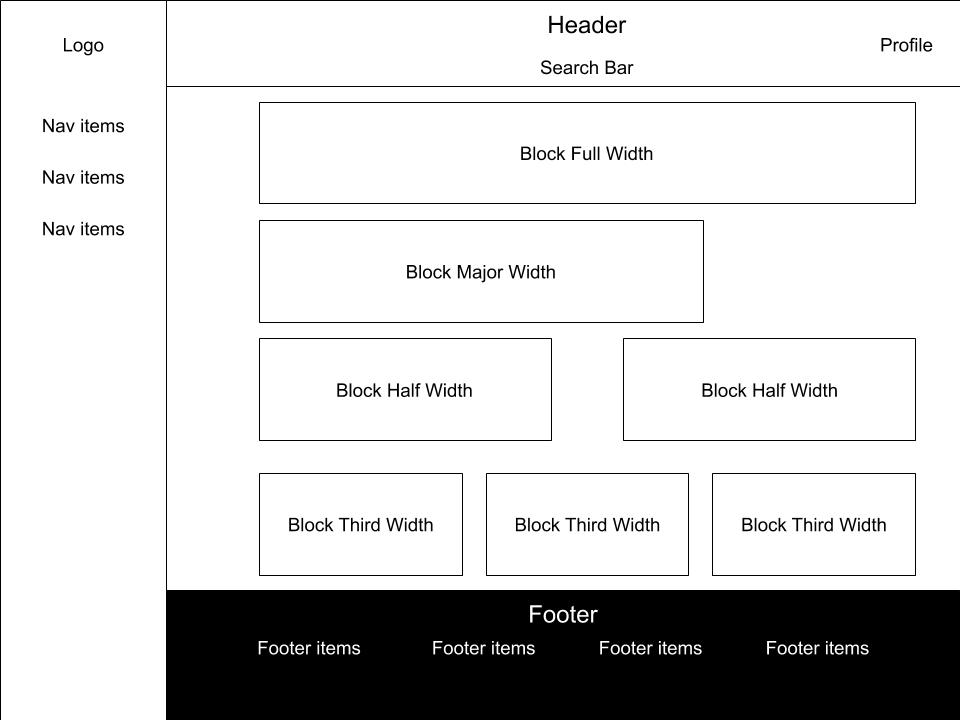 Logo
Nav items
Nav items
Nav items
Header
Search Bar
Profile
Block Full Width
Block Major Width
Block Half Width
Block Half Width
Block Third Width
Block Third Width
Block Third Width
Footer
Footer items
Footer items
Footer items
Footer items